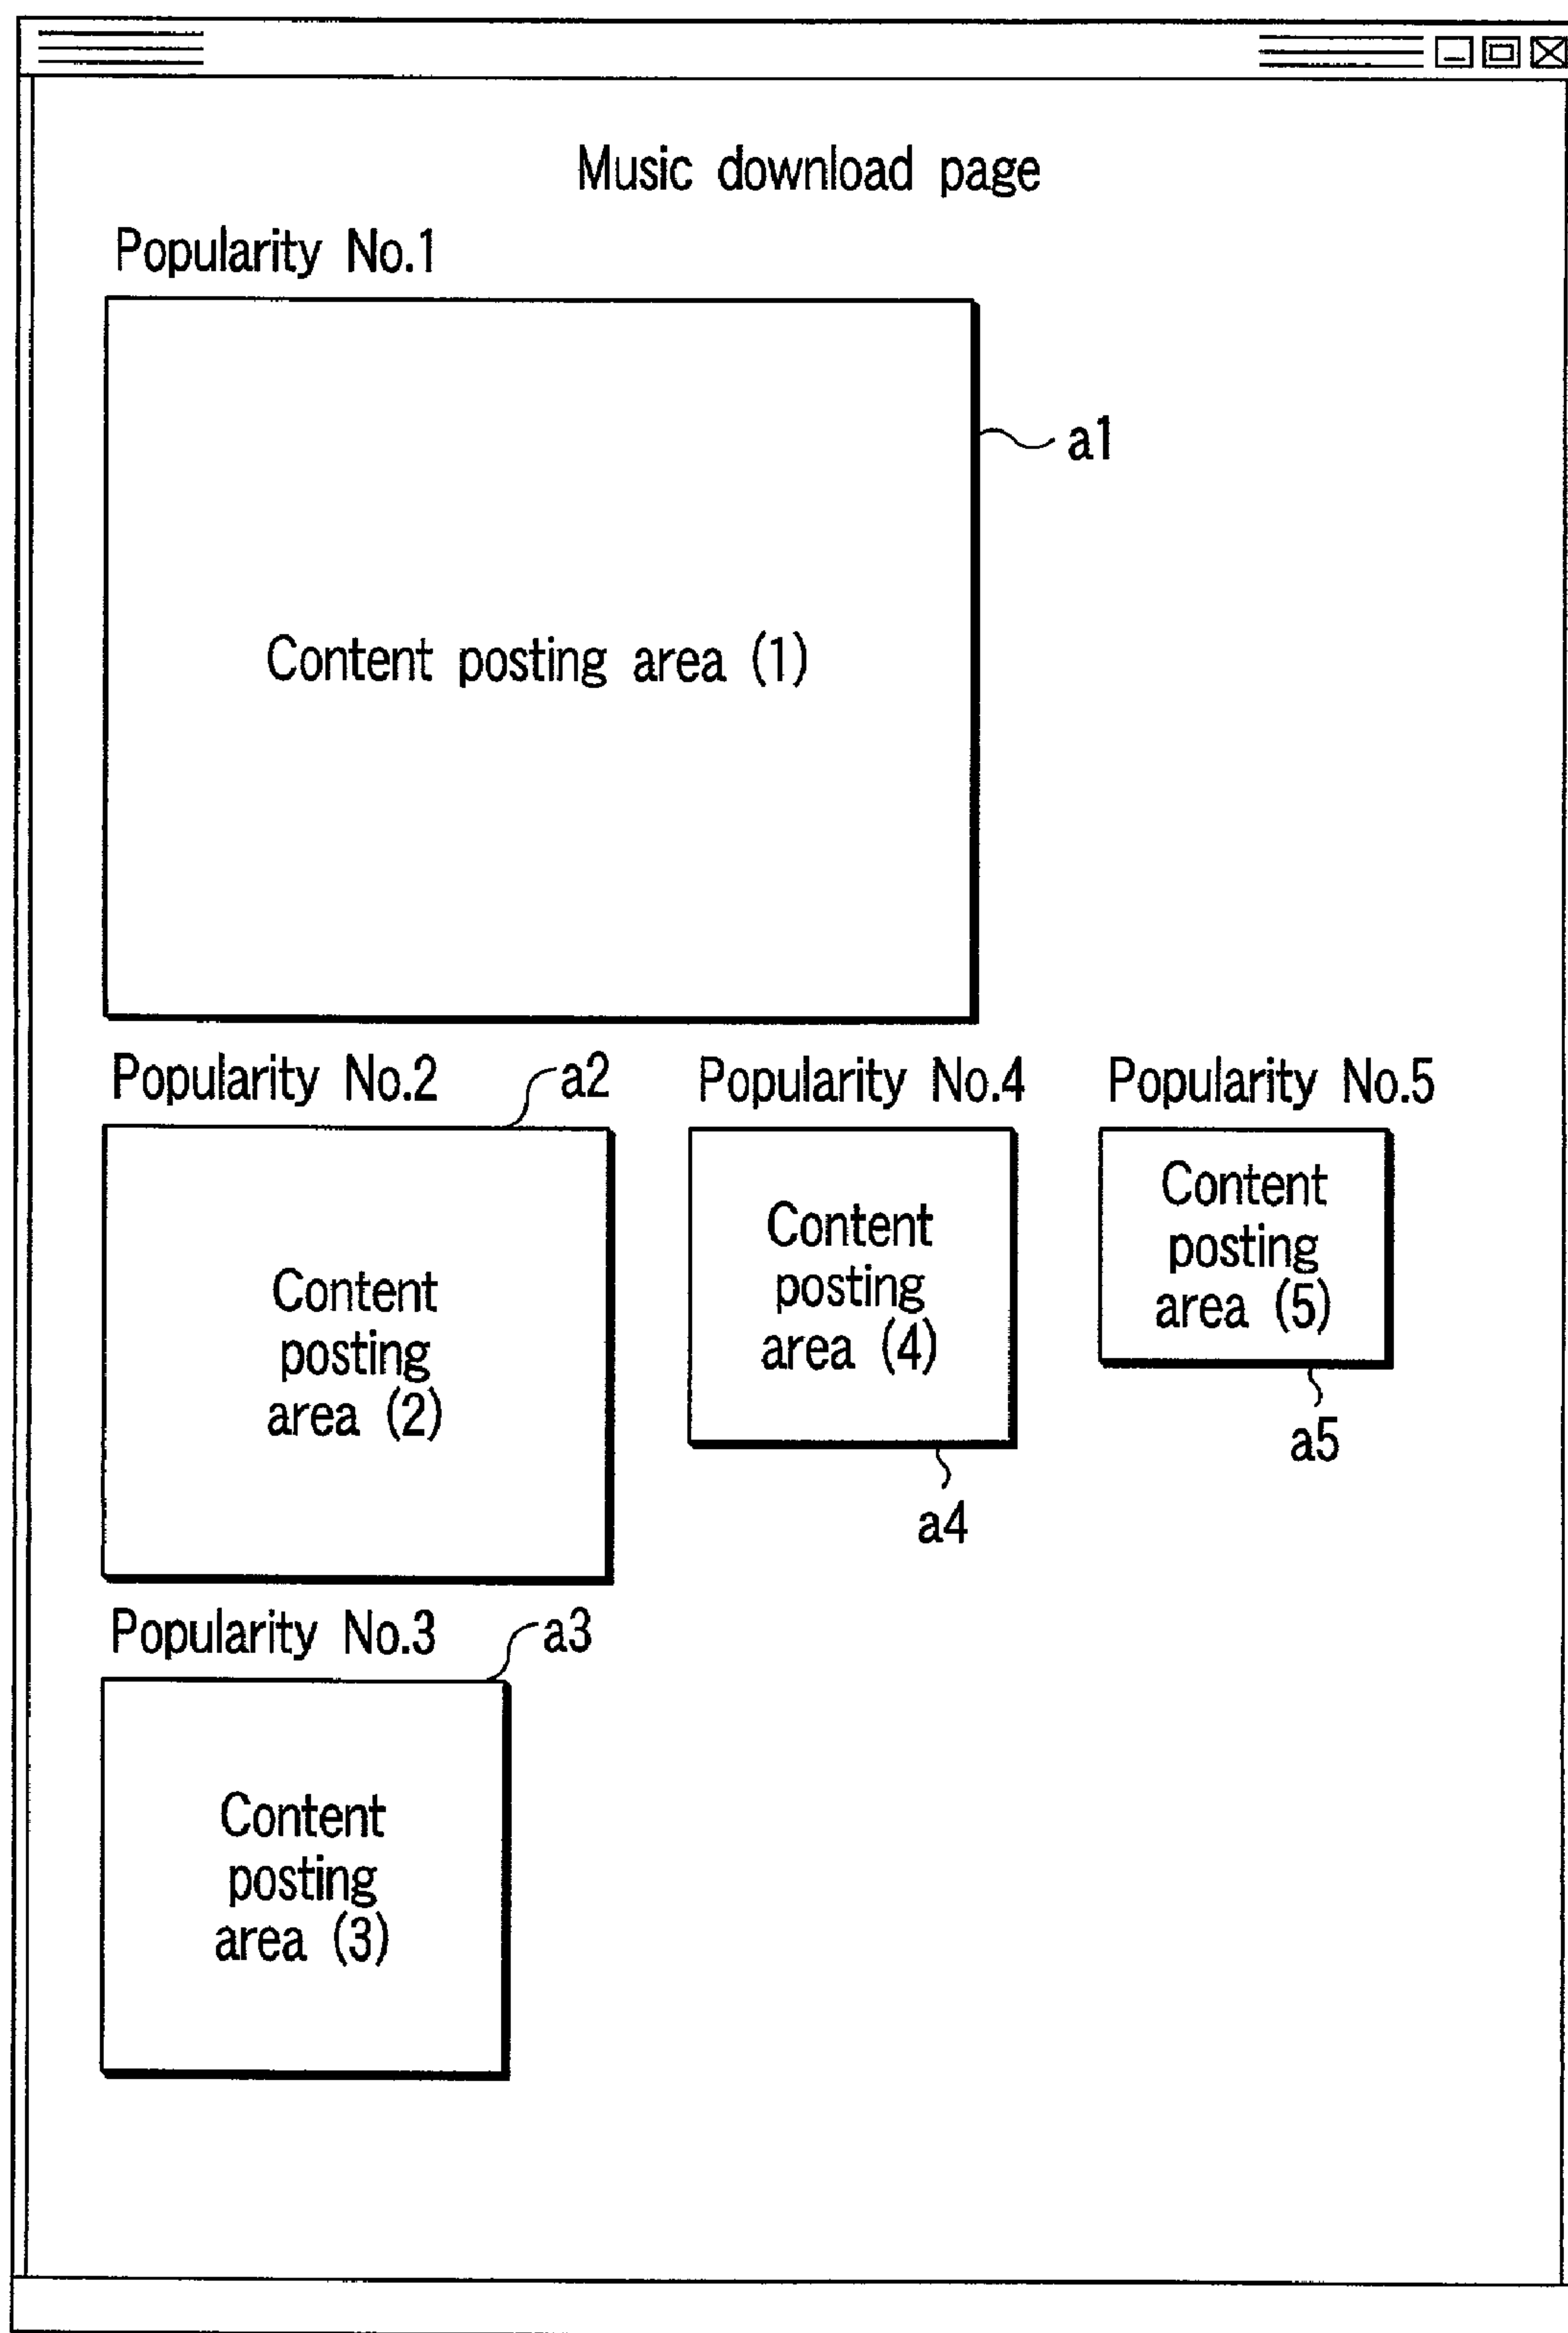 Music download page
Popularity No.1
a1
Content posting area (1)
Popularity No.2
a2
Content
posting
area (2)
Popularity No.4
Content
posting
area (4)
a4
Popularity No.5
Content
posting
area (5)
a5
Popularity No.3
a3
Content
posting
area (3)